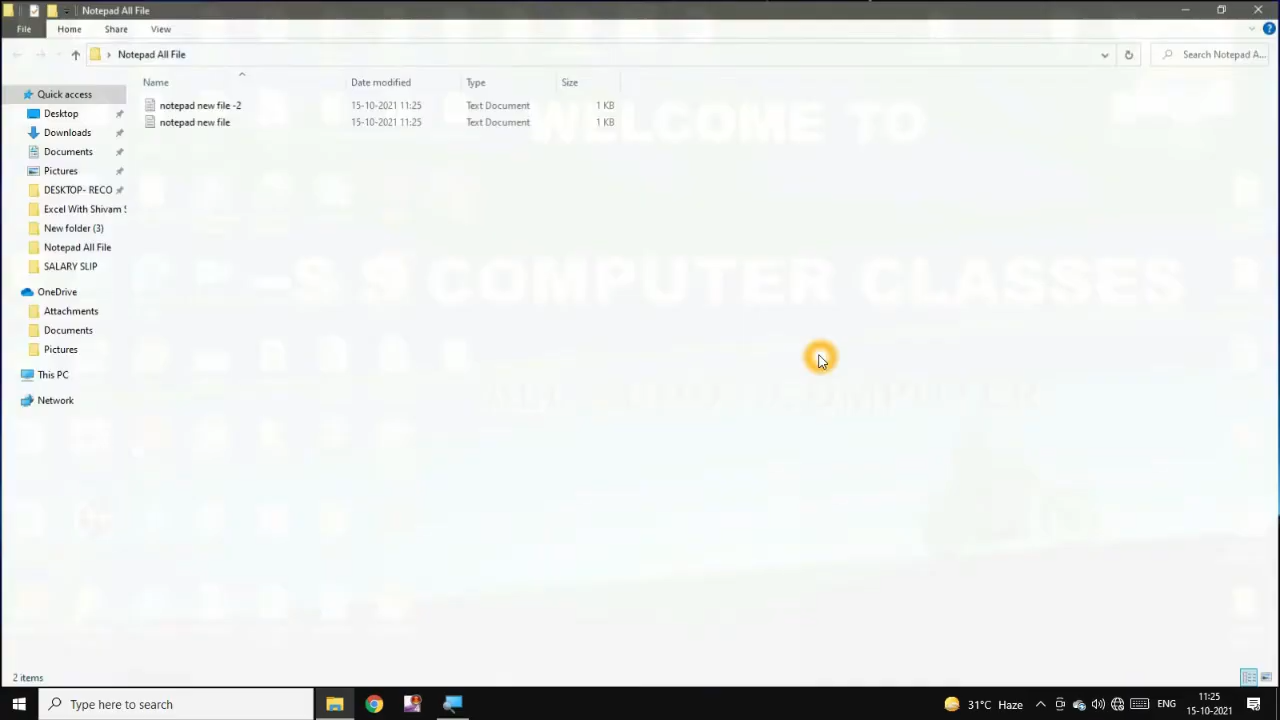 Notepad All File
File Home Share View
Notepad All File
Search Notepad A...
Name Date modified Type Size
notepad new file -2 15-10-2021 11:25 Text Document 1 KB
notepad new file 15-10-2021 11:25 Text Document 1 KB
Quick access
Desktop
Downloads
Documents
Pictures
DESKTOP- RECO
Excel With Shivam S
New folder (3)
Notepad All File
SALARY SLIP
OneDrive
Attachments
Documents
Pictures
This PC
Network
WELCOME TO
S S COMPUTER CLASSES
2 items
Type here to search
31°C Haze
ENG
11:25
15-10-2021